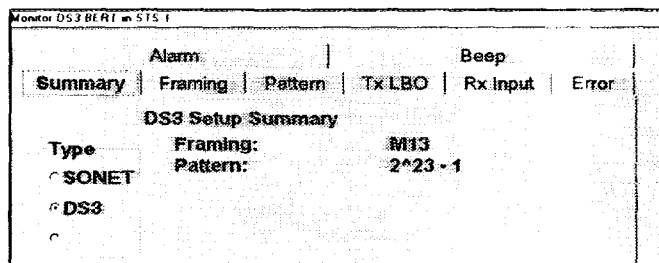 Monitor DS3 BERT in STS-1
Alarm Beep
Summary Framing Pattern Tx LBO Rx Input Error
DS3 Setup Summary
Type Framing: M13
Pattern: 2^23 - 1
SONET
DS3